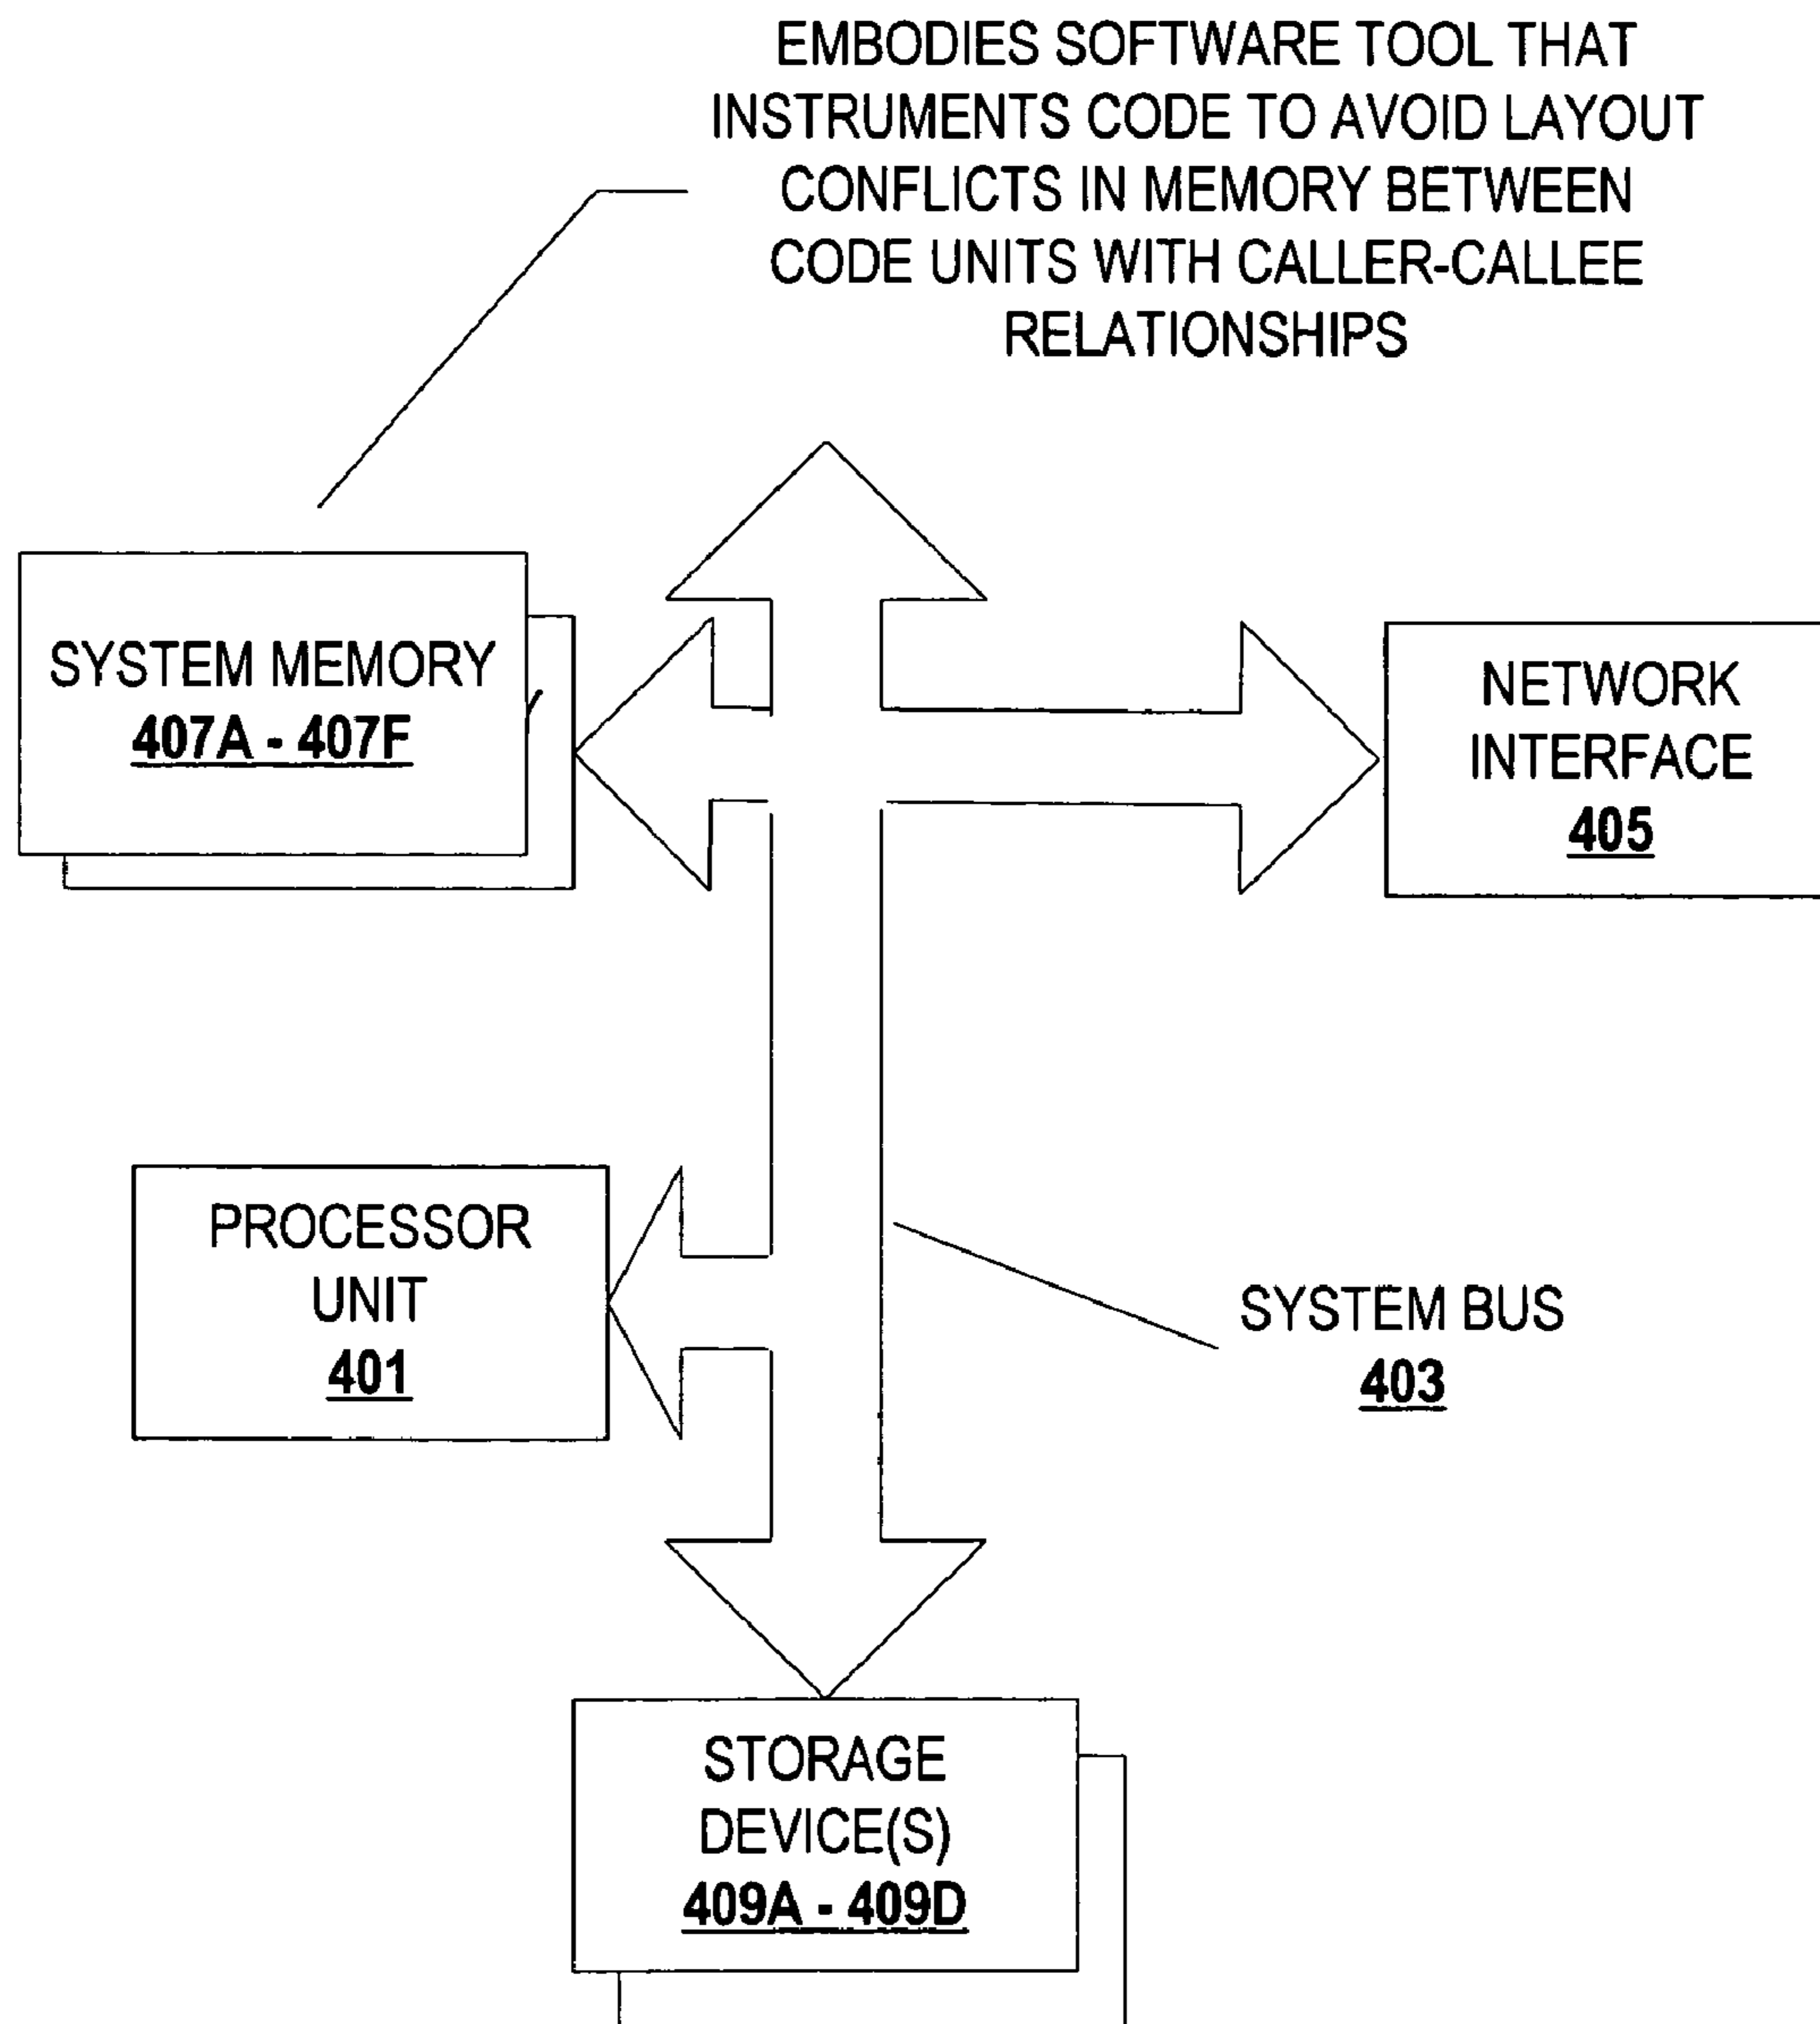 EMBODIES SOFTWARE TOOL THAT
INSTRUMENTS CODE TO AVOID LAYOUT
CONFLICTS IN MEMORY BETWEEN
CODE UNITS WITH CALLER-CALLEE
RELATIONSHIPS
SYSTEM MEMORY
407A - 407F
NETWORK
INTERFACE
405
PROCESSOR
UNIT
401
SYSTEM BUS
403
STORAGE
DEVICE(S)
409A - 409D